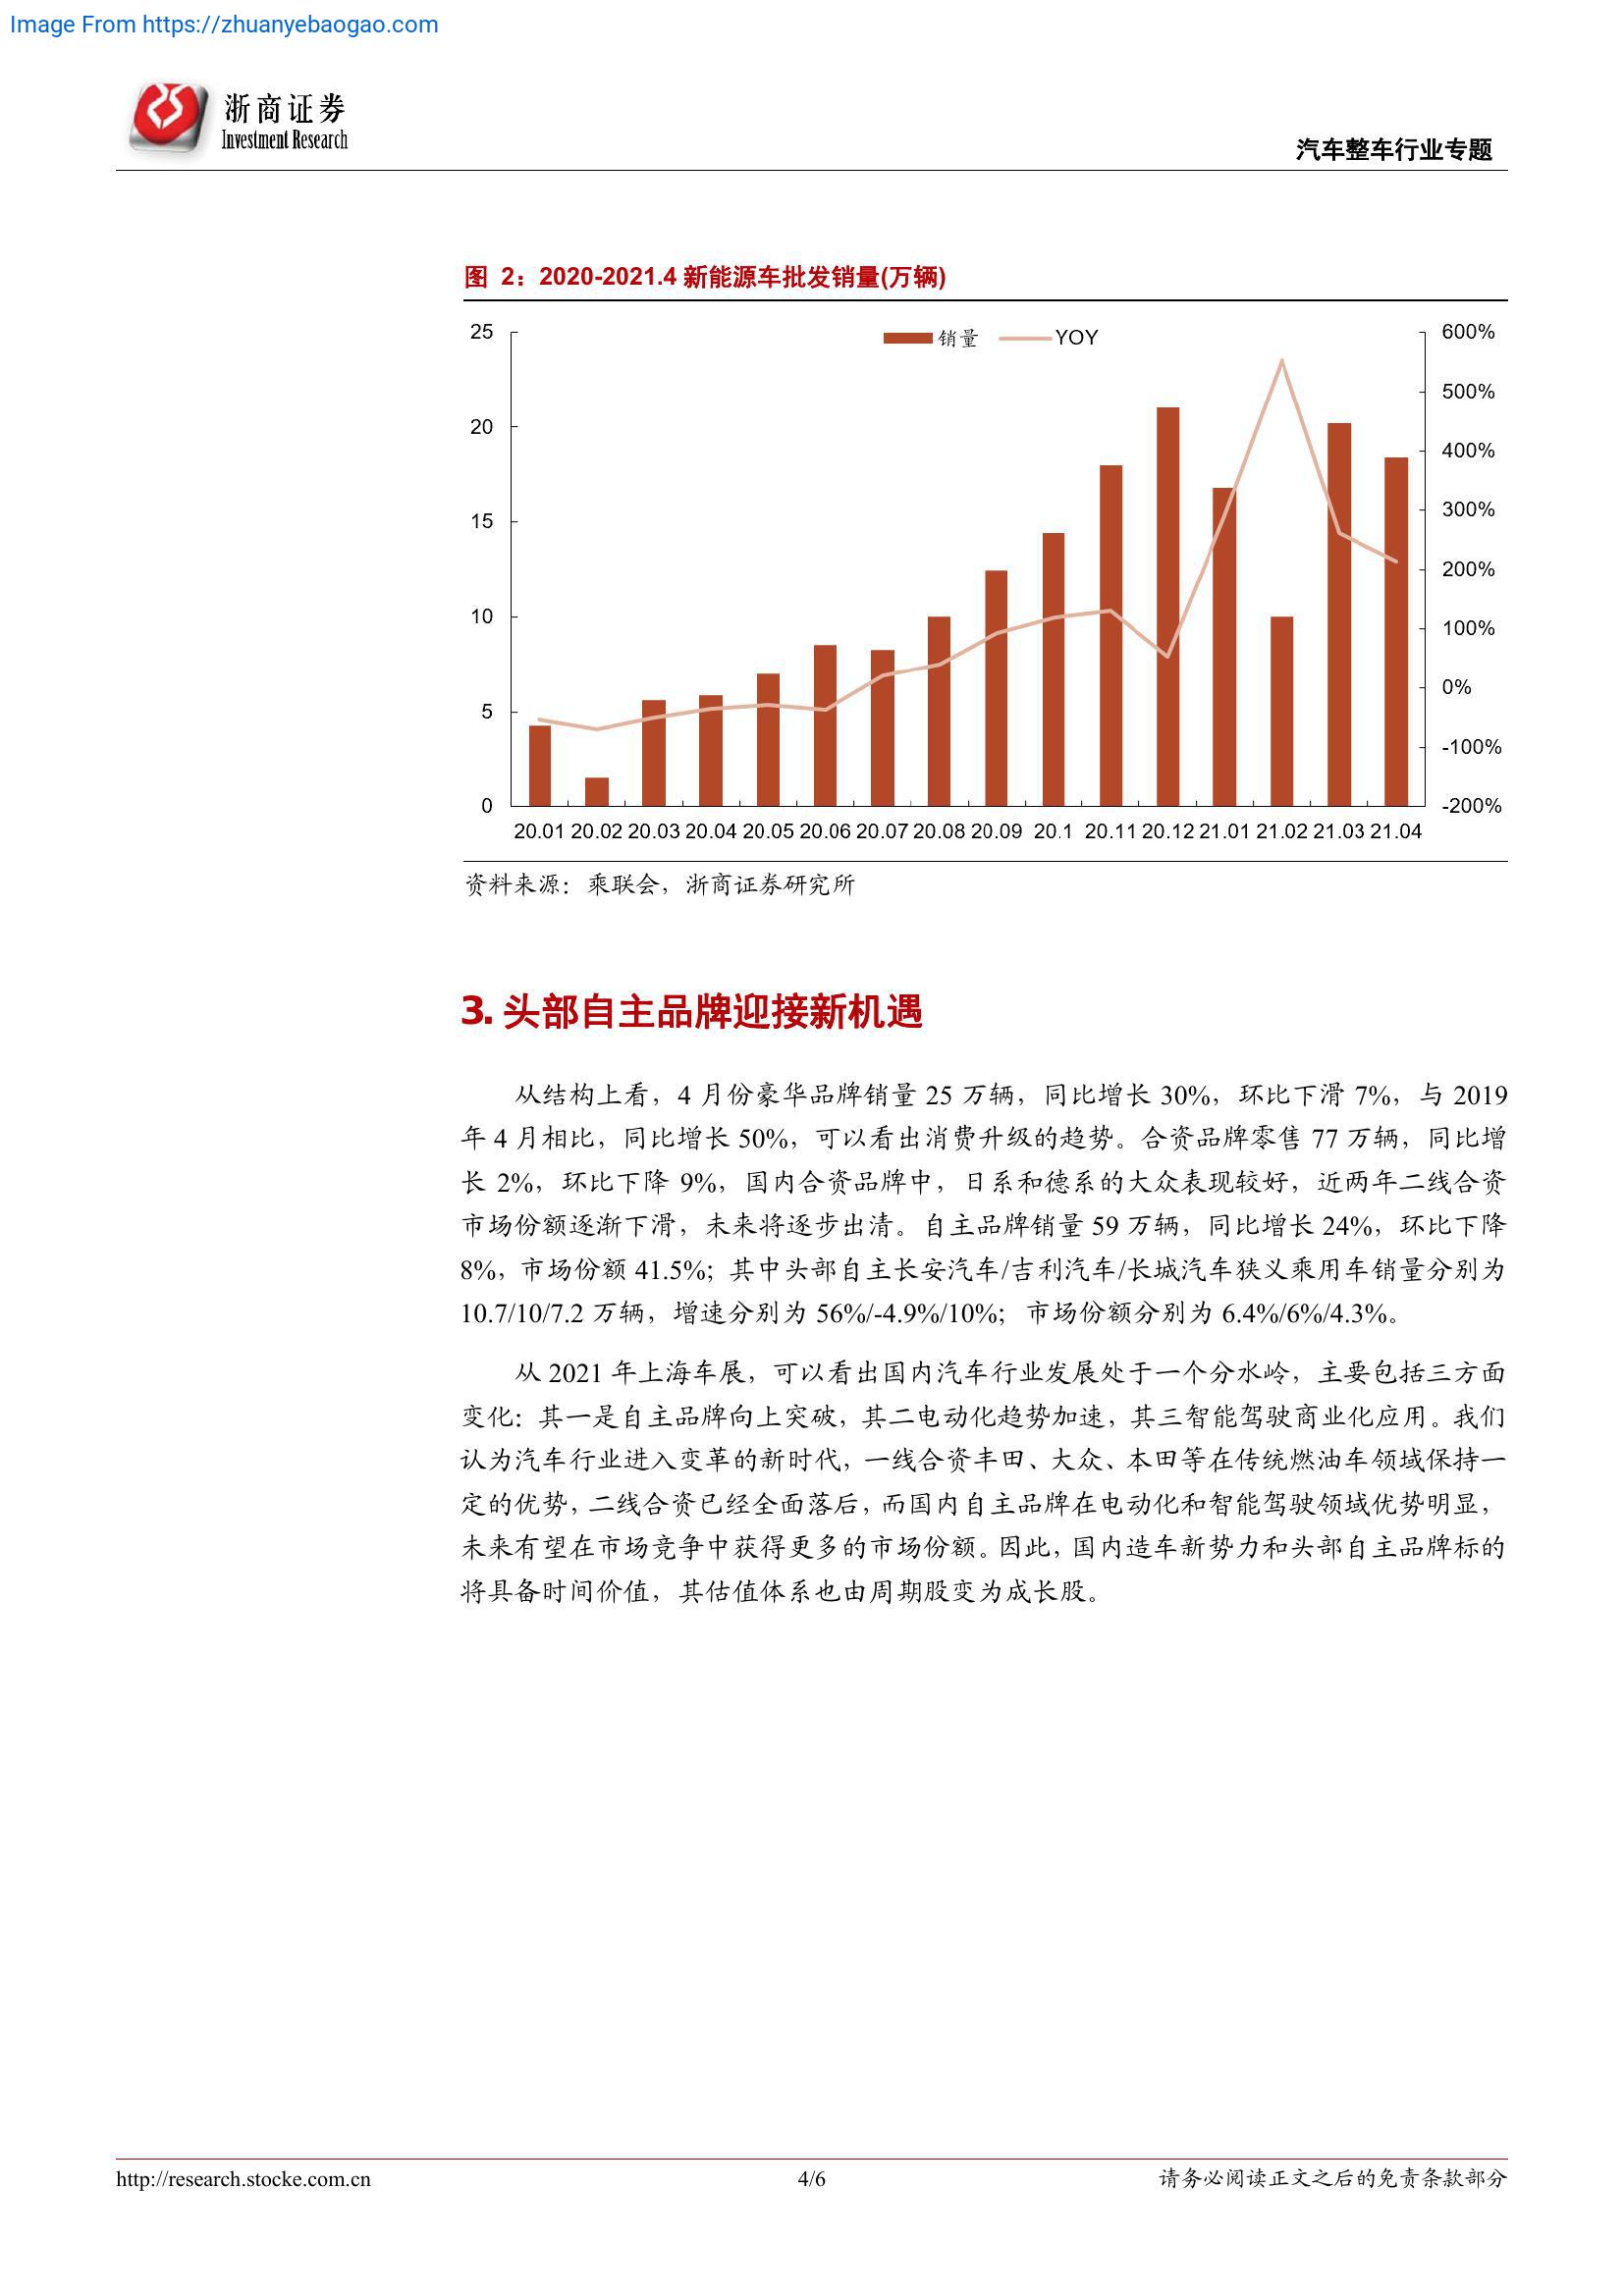 Image From https://zhuanyebaogao.com
浙商证券
Investment Research
汽车整车行业专题
图 2：2020-2021.4 新能源车批发销量(万辆)
销量 YOY
25
20
15
10
5
0
600%
500%
400%
300%
200%
100%
0%
-100%
-200%
20.01 20.02 20.03 20.04 20.05 20.06 20.07 20.08 20.09 20.1 20.11 20.12 21.01 21.02 21.03 21.04
资料来源：乘联会，浙商证券研究所
3. 头部自主品牌迎接新机遇
从结构上看，4 月份豪华品牌销量 25 万辆，同比增长 30%，环比下滑 7%，与 2019
年 4 月相比，同比增长 50%，可以看出消费升级的趋势。合资品牌零售 77 万辆，同比增
长 2%，环比下降 9%，国内合资品牌中，日系和德系的大众表现较好，近两年二线合资
市场份额逐渐下滑，未来将逐步出清。自主品牌销量 59 万辆，同比增长 24%，环比下降
8%，市场份额 41.5%；其中头部自主长安汽车/吉利汽车/长城汽车狭义乘用车销量分别为
10.7/10/7.2 万辆，增速分别为 56%/-4.9%/10%；市场份额分别为 6.4%/6%/4.3%。
从 2021 年上海车展，可以看出国内汽车行业发展处于一个分水岭，主要包括三方面
变化：其一是自主品牌向上突破，其二电动化趋势加速，其三智能驾驶商业化应用。我们
认为汽车行业进入变革的新时代，一线合资丰田、大众、本田等在传统燃油车领域保持一
定的优势，二线合资已经全面落后，而国内自主品牌在电动化和智能驾驶领域优势明显，
未来有望在市场竞争中获得更多的市场份额。因此，国内造车新势力和头部自主品牌标的
将具备时间价值，其估值体系也由周期股变为成长股。
http://research.stocke.com.cn
4/6
请务必阅读正文之后的免责条款部分